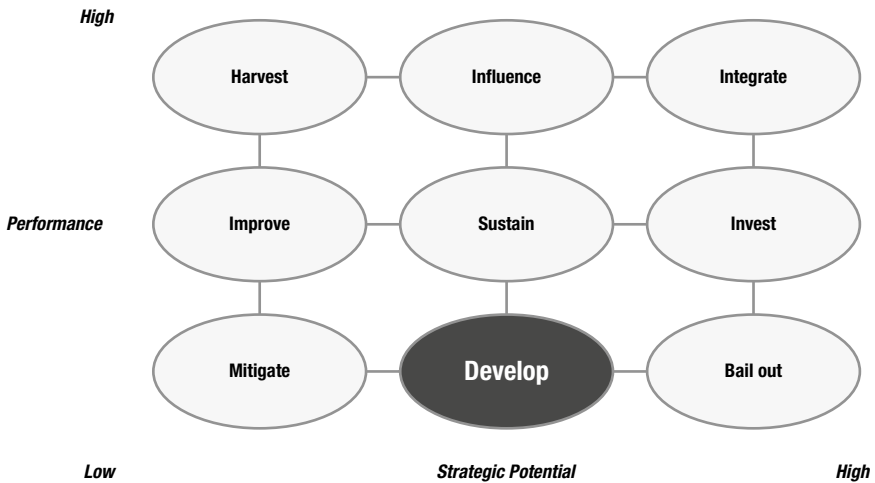 High
Harvest
Influence
Integrate
Performance
Improve
Sustain
Invest
Mitigate
Develop
Bail out
Low
Strategic Potential
High